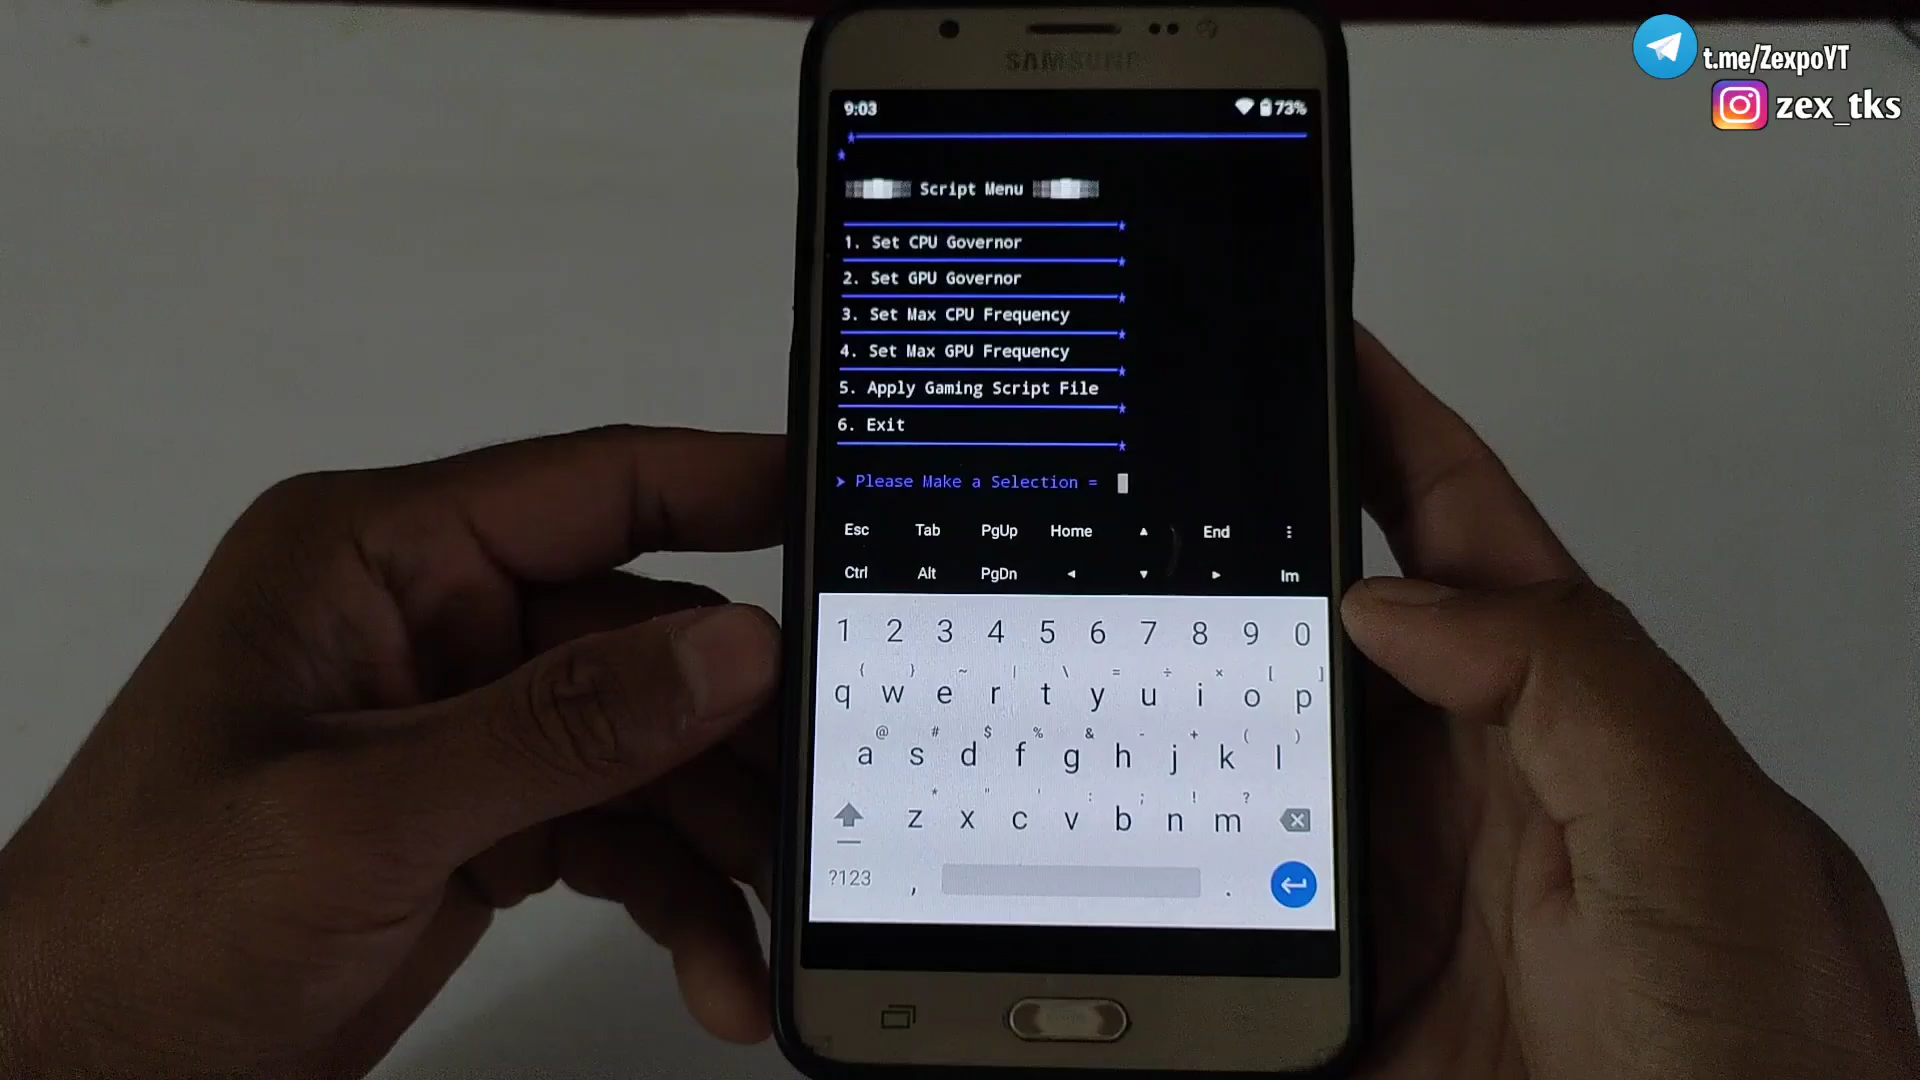 t.me/ZexpoYT
zex_tks
SAMSUNG
9:03
73%
Script Menu
1. Set CPU Governor
2. Set GPU Governor
3. Set Max CPU Frequency
4. Set Max GPU Frequency
5. Apply Gaming Script File
6. Exit
➤ Please Make a Selection =
Esc Tab PgUp Home ▲ End ⋮
Ctrl Alt PgDn ◄ ▼ ► Im
1 2 3 4 5 6 7 8 9 0
{ } ~ | \ = ÷ × [ ]
q w e r t y u i o p
@ # $ % & - + ( )
a s d f g h j k l
* " ' : ; ! ?
z x c v b n m
?123 , .